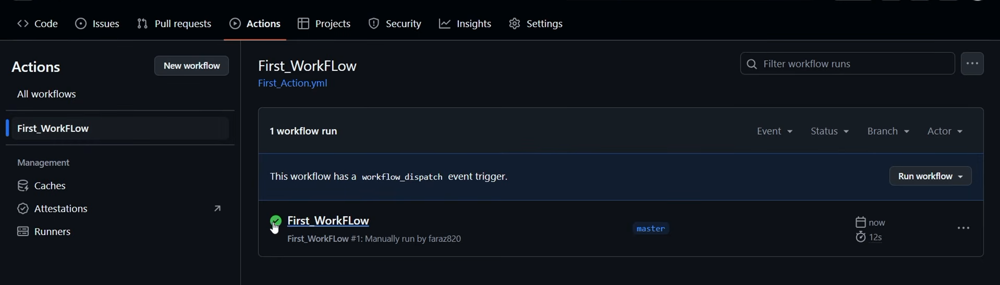 Code Issues Pull requests Actions Projects Security Insights Settings
Actions New workflow
All workflows
First_WorkFLow
Management
Caches
Attestations
Runners
First_WorkFLow Filter workflow runs
First_Action.yml
1 workflow run Event Status Branch Actor
This workflow has a workflow_dispatch event trigger. Run workflow
First_WorkFLow master now
First_WorkFLow #1: Manually run by faraz820 12s